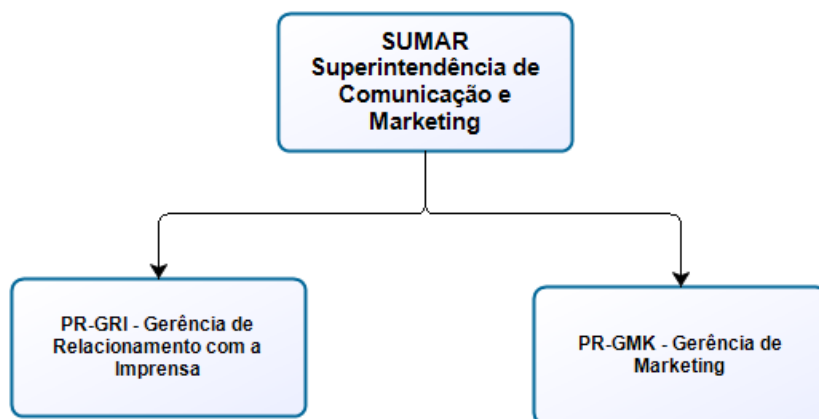 SUMAR
Superintendência de
Comunicação e
Marketing
PR-GRI - Gerência de
Relacionamento com a
Imprensa
PR-GMK - Gerência de
Marketing